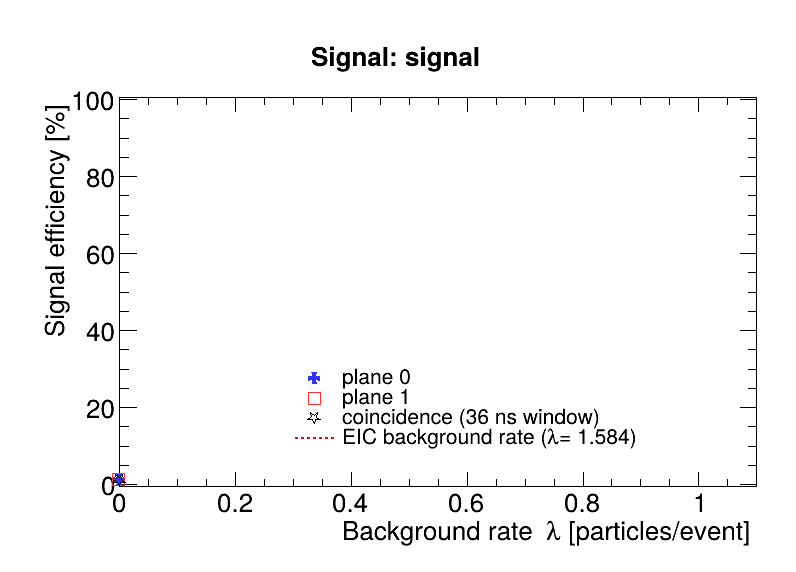 Signal: signal
Signal efficiency [%]
100
80
60
40
20
0
plane 0
plane 1
coincidence (36 ns window)
EIC background rate (λ= 1.584)
0 0.2 0.4 0.6 0.8 1
Background rate λ [particles/event]